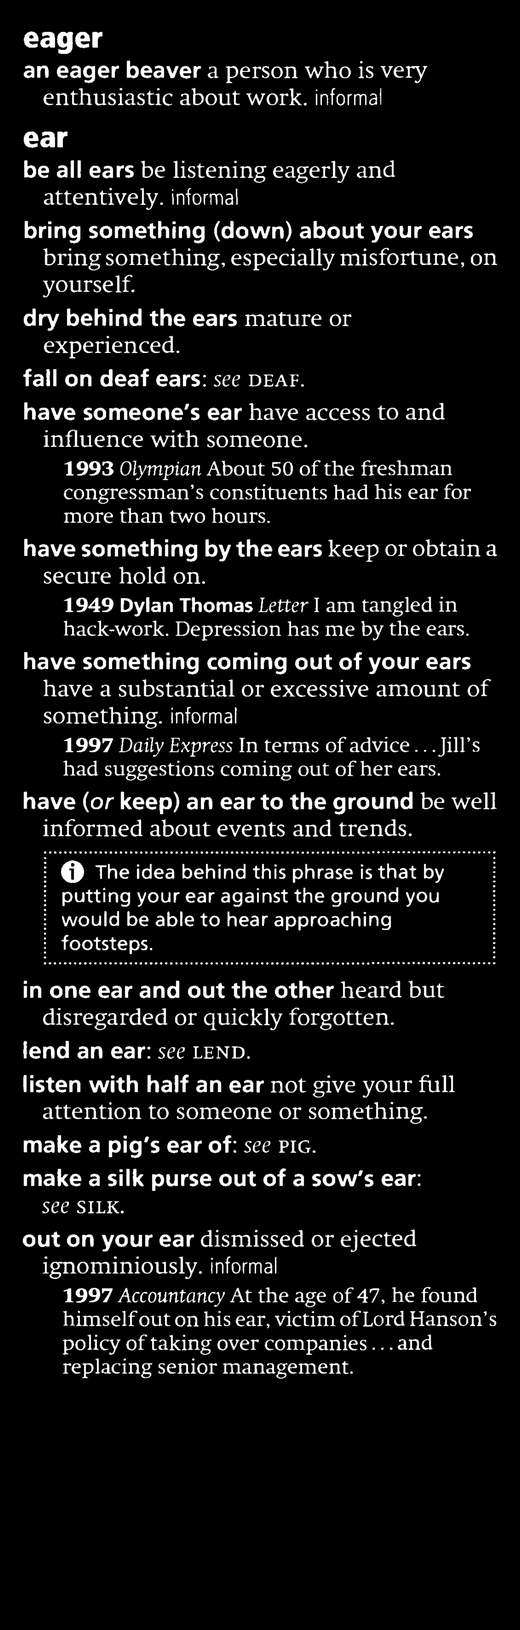 eager
an eager beaver a person who is very
enthusiastic about work. informal
ear
be all ears be listening eagerly and
attentively. informal
bring something (down) about your ears
bring something, especially misfortune, on
yourself.
dry behind the ears mature or
experienced.
fall on deaf ears: see DEAF.
have someone's ear have access to and
influence with someone.
1993 Olympian About 50 of the freshman
congressman's constituents had his ear for
more than two hours.
have something by the ears keep or obtain a
secure hold on.
1949 Dylan Thomas Letter I am tangled in
hack-work. Depression has me by the ears.
have something coming out of your ears
have a substantial or excessive amount of
something. informal
1997 Daily Express In terms of advice...Jill's
had suggestions coming out of her ears.
have (or keep) an ear to the ground be well
informed about events and trends.
i The idea behind this phrase is that by
putting your ear against the ground you
would be able to hear approaching
footsteps.
in one ear and out the other heard but
disregarded or quickly forgotten.
lend an ear: see LEND.
listen with half an ear not give your full
attention to someone or something.
make a pig's ear of: see PIG.
make a silk purse out of a sow's ear:
see SILK.
out on your ear dismissed or ejected
ignominiously. informal
1997 Accountancy At the age of 47, he found
himself out on his ear, victim of Lord Hanson's
policy of taking over companies...and
replacing senior management.